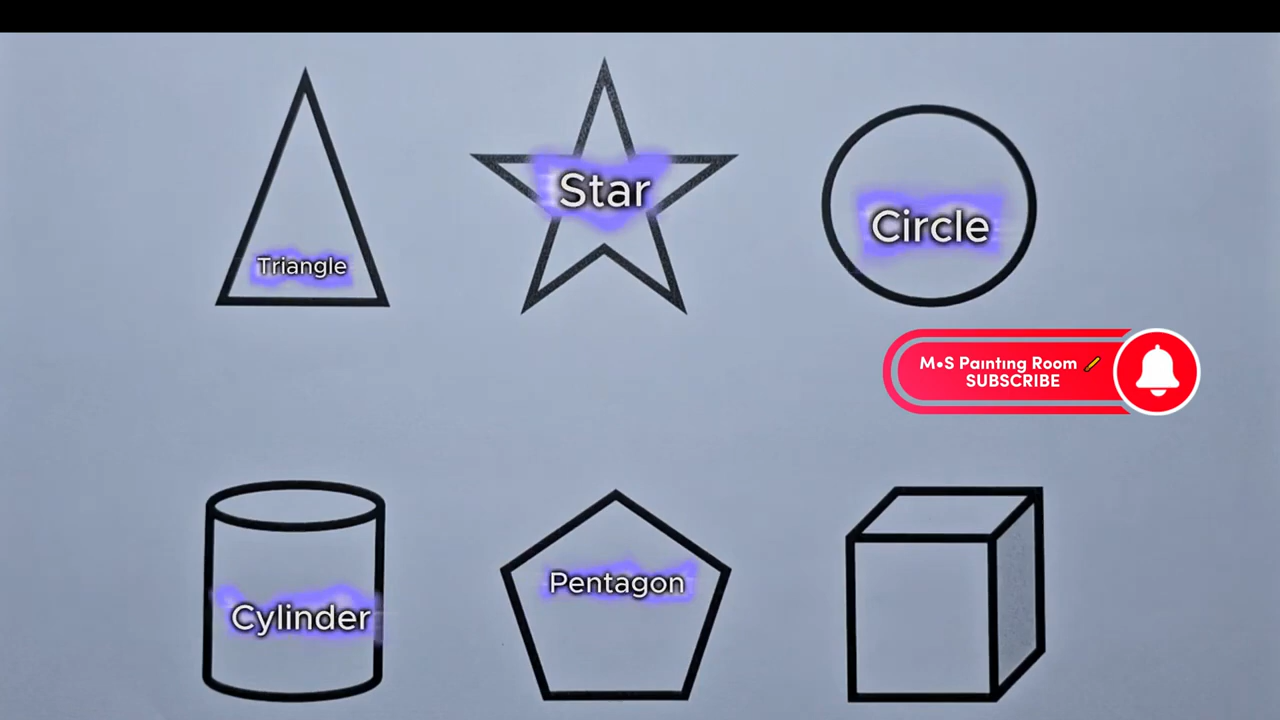 Star
Circle
Triangle
M•S Painting Room
SUBSCRIBE
Pentagon
Cylinder